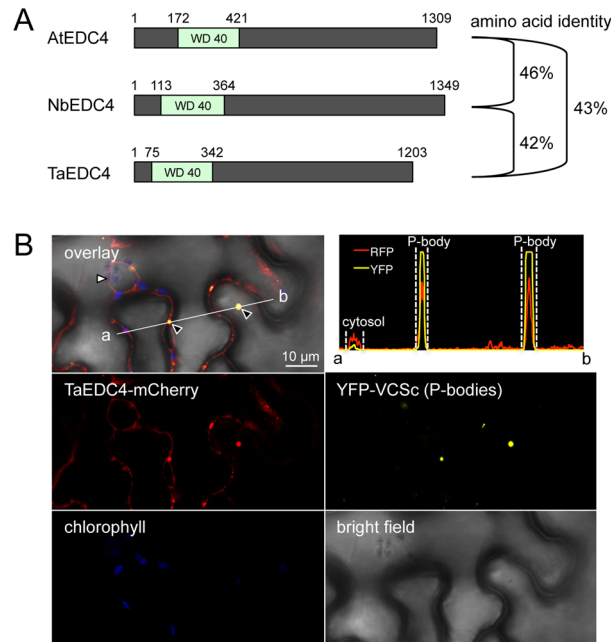 A
1 172 421 1309 amino acid identity
AtEDC4 WD 40
46%
1 113 364 1349
NbEDC4 WD 40 43%
42%
1 75 342 1203
TaEDC4 WD 40
B
overlay
a b
10 µm
RFP
YFP
P-body P-body
cytosol
a b
TaEDC4-mCherry
YFP-VCSc (P-bodies)
chlorophyll
bright field